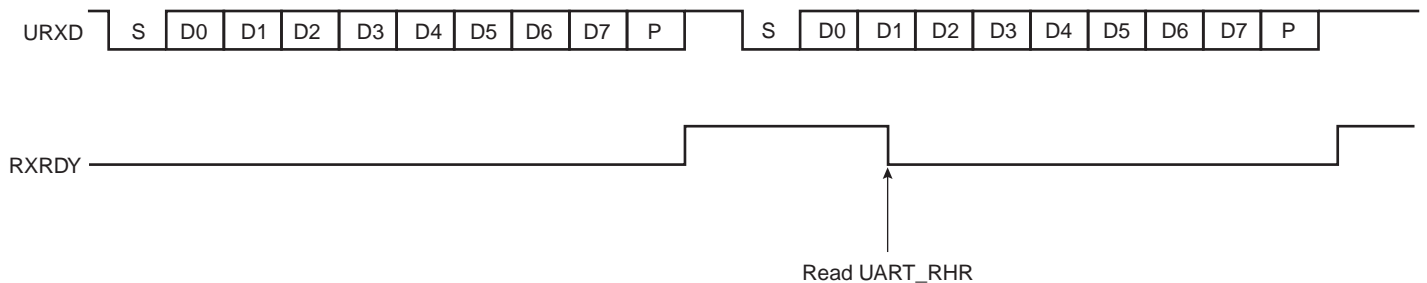 URXD S D0 D1 D2 D3 D4 D5 D6 D7 P S D0 D1 D2 D3 D4 D5 D6 D7 P
RXRDY
Read UART_RHR